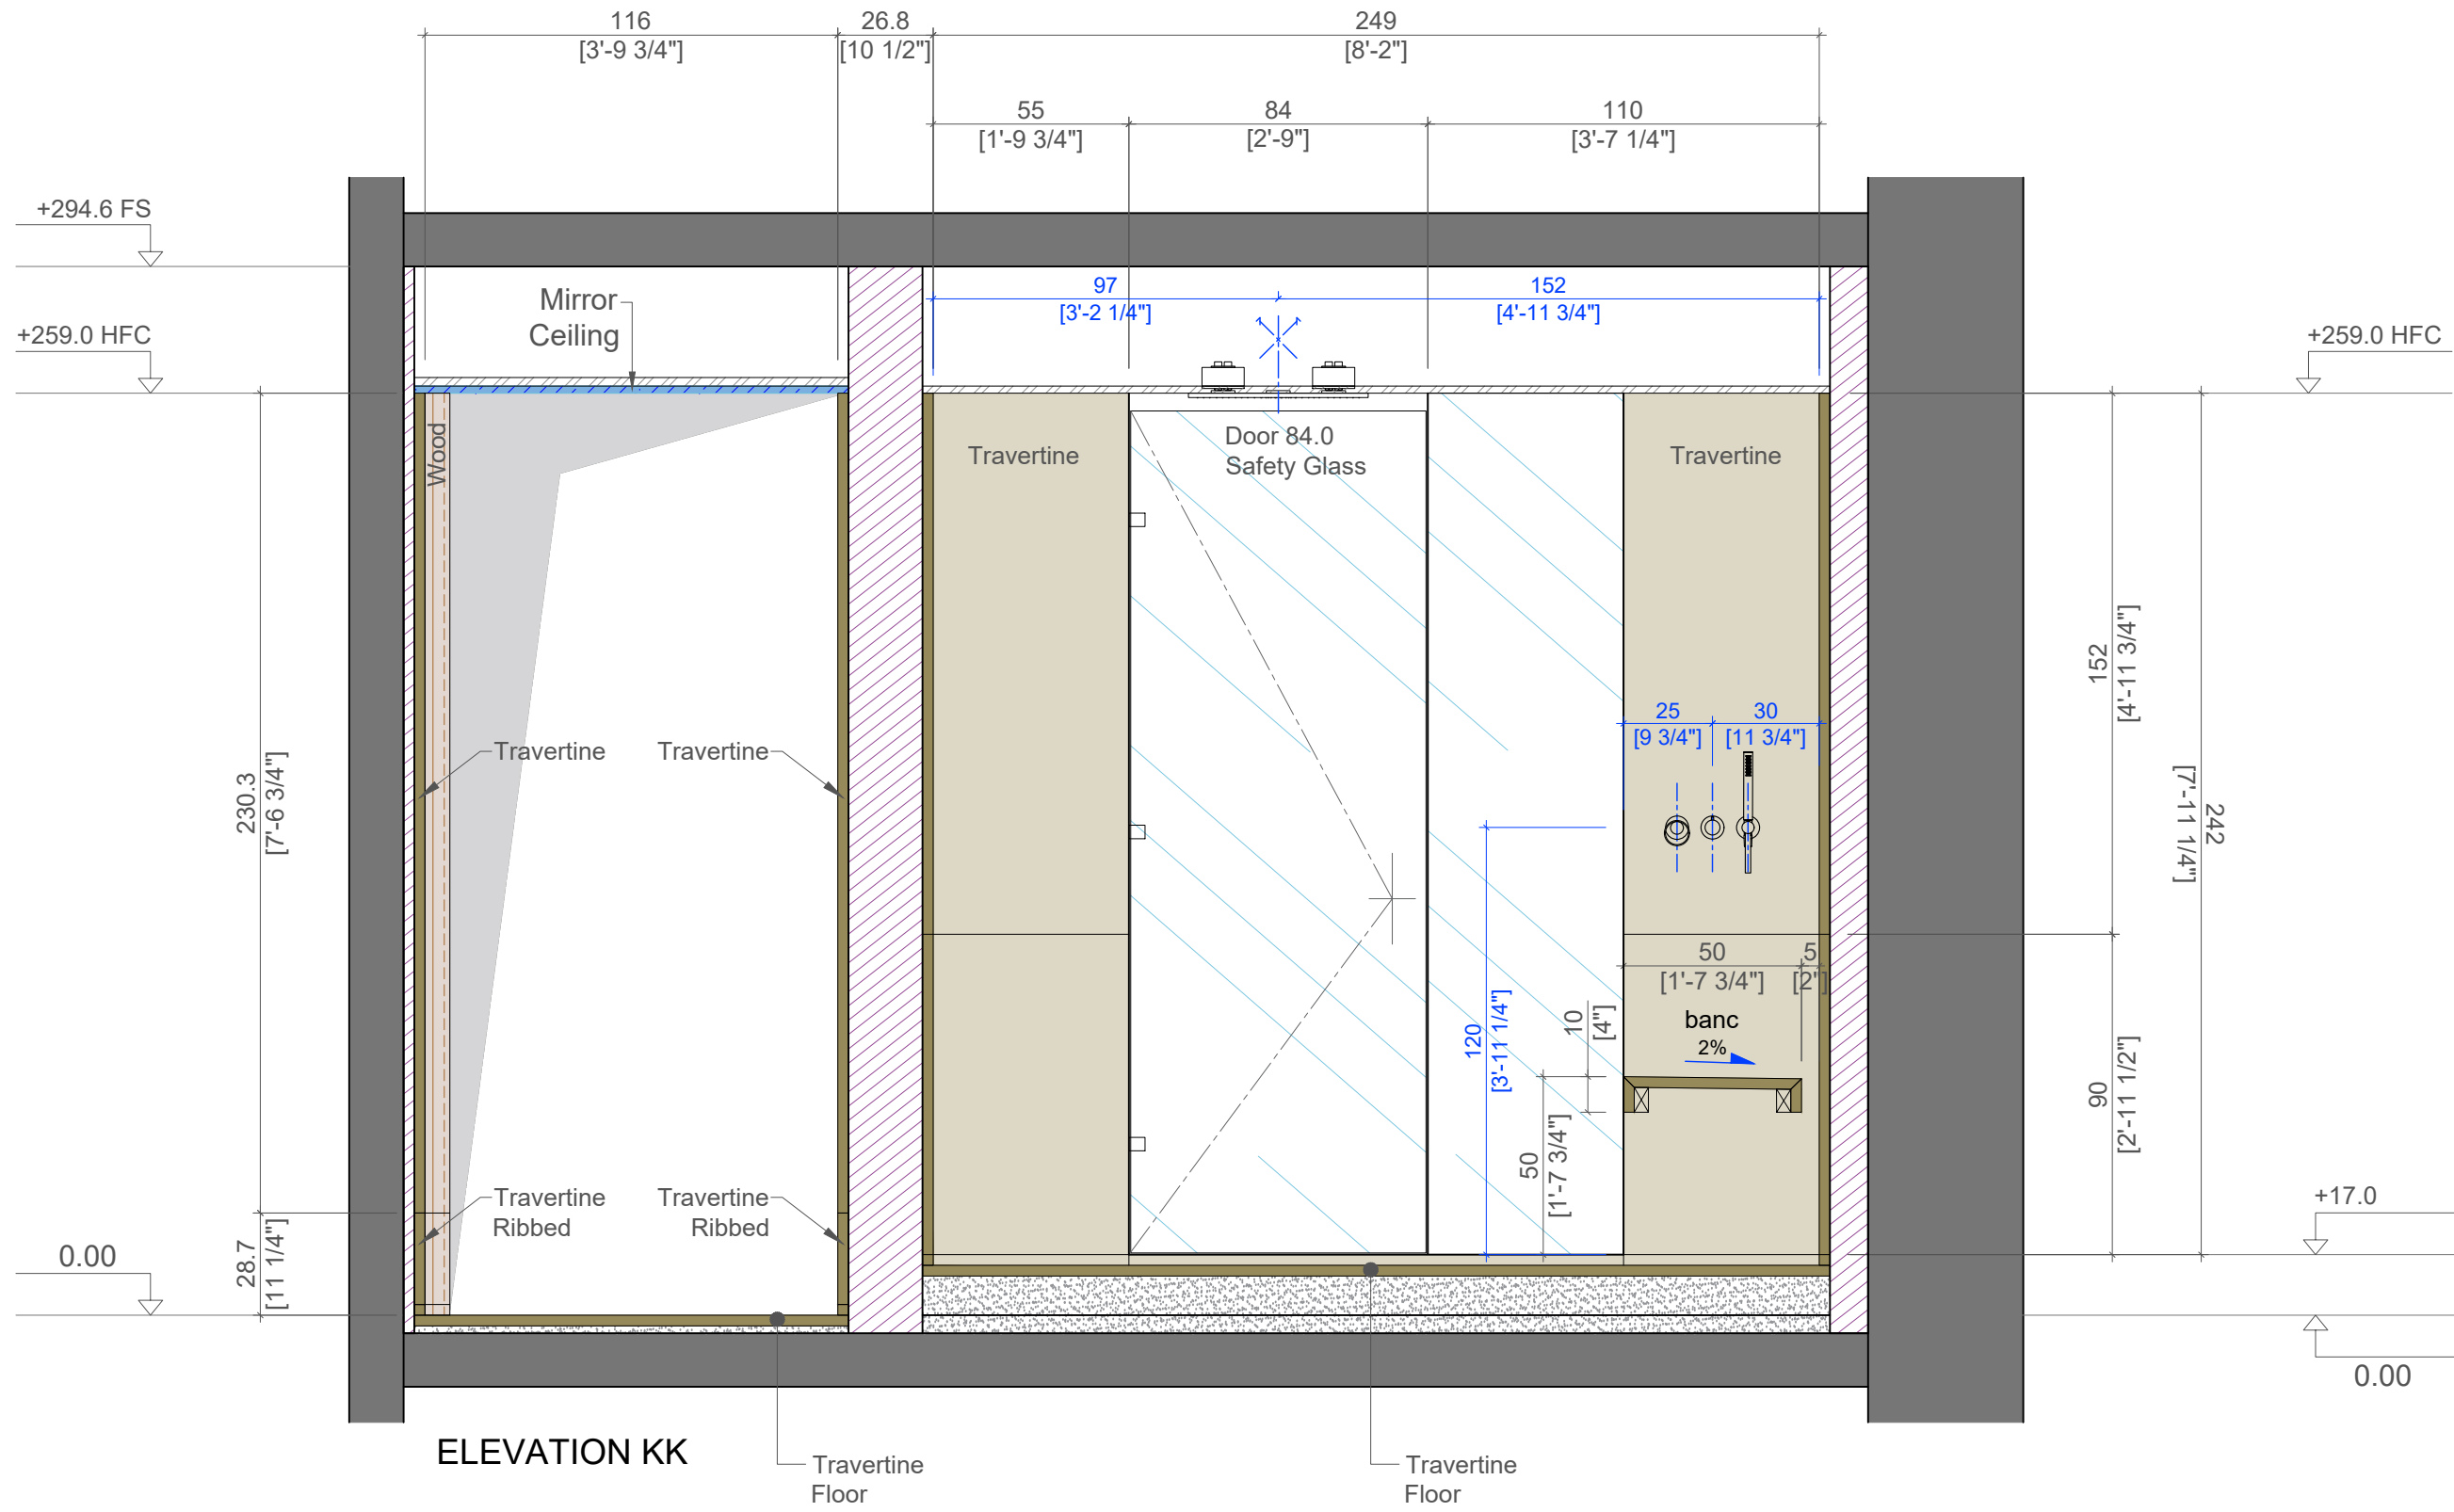 116
[3'-9 3/4"]
26.8
[10 1/2"]
249
[8'-2"]
55
[1'-9 3/4"]
84
[2'-9"]
110
[3'-7 1/4"]
+294.6 FS
+259.0 HFC
Mirror
Ceiling
97
[3'-2 1/4"]
152
[4'-11 3/4"]
+259.0 HFC
Wood
Travertine
Door 84.0
Safety Glass
Travertine
152
[4'-11 3/4"]
25
[9 3/4"]
30
[11 3/4"]
Travertine
Travertine
230.3
[7'-6 3/4"]
242
[7'-11 1/4"]
50
[1'-7 3/4"]
5
[2"]
10
[4"]
banc
2%
120
[3'-11 1/4"]
90
[2'-11 1/2"]
50
[1'-7 3/4"]
Travertine
Ribbed
Travertine
Ribbed
+17.0
28.7
[11 1/4"]
0.00
0.00
ELEVATION KK
Travertine
Floor
Travertine
Floor